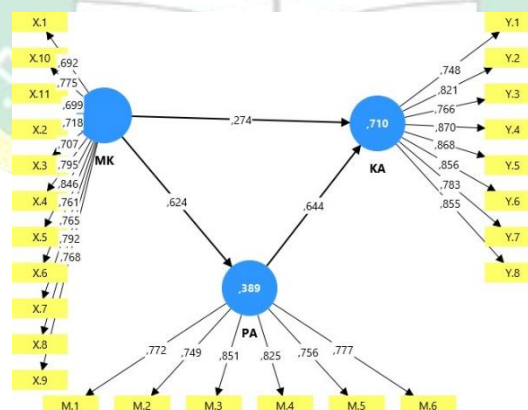 X.1
X.10
X.11
X.2
X.3
X.4
X.5
X.6
X.7
X.8
X.9
,692
,775
,699
,718
,707
,795
,846
,761
,765
,792
,768
MK
,274
,624
,644
,710
KA
,389
PA
,748
,821
,766
,870
,868
,856
,783
,855
Y.1
Y.2
Y.3
Y.4
Y.5
Y.6
Y.7
Y.8
,772
,749
,851
,825
,756
,777
M.1
M.2
M.3
M.4
M.5
M.6